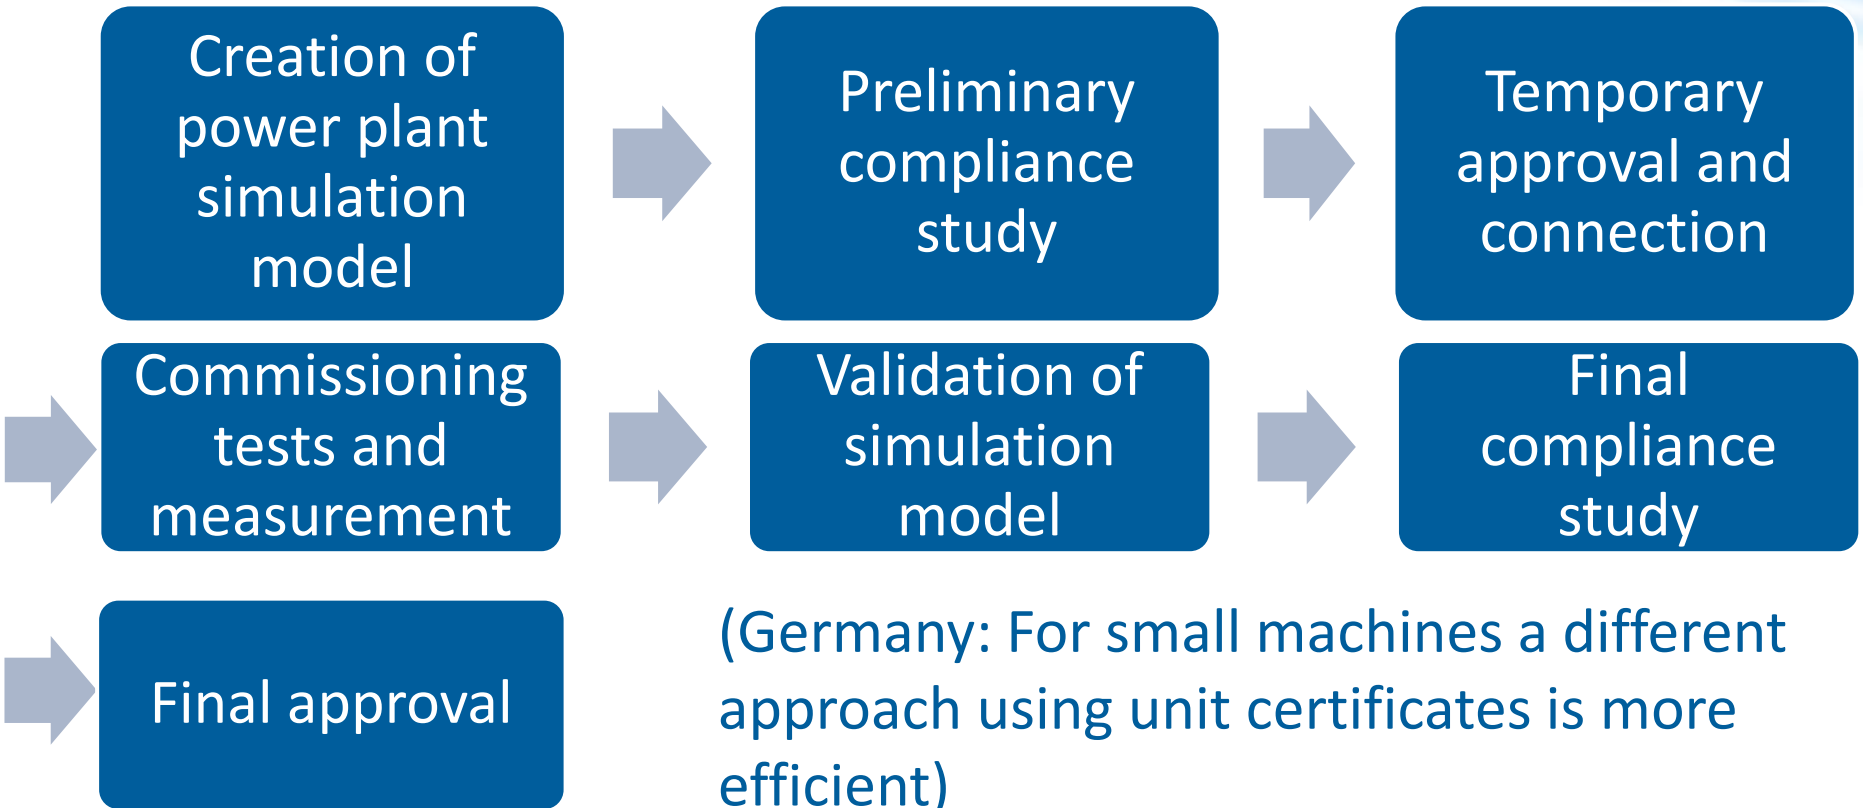 Creation of
power plant
simulation
model
Preliminary
compliance
study
Temporary
approval and
connection
Commissioning
tests and
measurement
Validation of
simulation
model
Final
compliance
study
Final approval
(Germany: For small machines a different
approach using unit certificates is more
efficient)